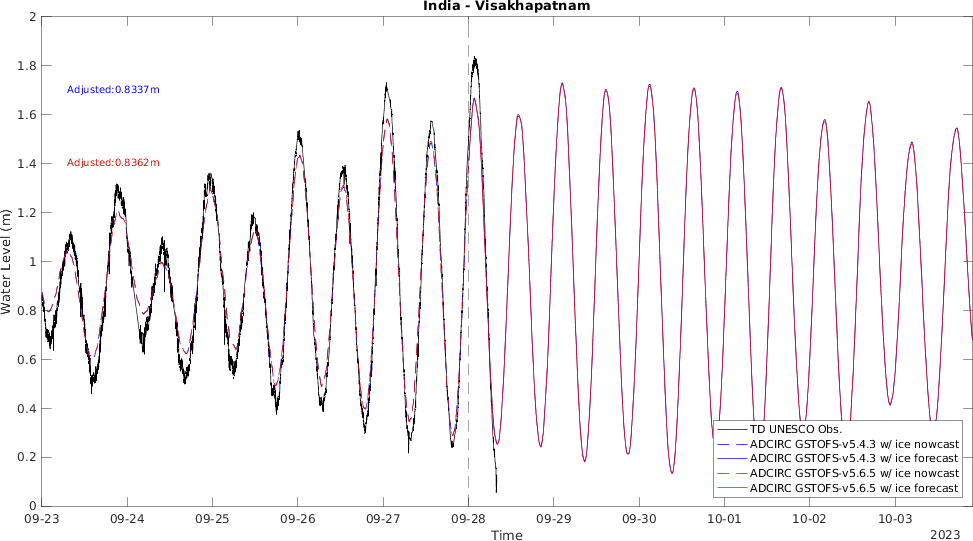 India - Visakhapatnam
2
1.8
1.6
1.4
1.2
1
0.8
0.6
0.4
0.2
0
Water Level (m)
Adjusted:0.8337m
Adjusted:0.8362m
TD UNESCO Obs.
ADCIRC GSTOFS-v5.4.3 w/ ice nowcast
ADCIRC GSTOFS-v5.4.3 w/ ice forecast
ADCIRC GSTOFS-v5.6.5 w/ ice nowcast
ADCIRC GSTOFS-v5.6.5 w/ ice forecast
09-23 09-24 09-25 09-26 09-27 09-28 09-29 09-30 10-01 10-02 10-03
Time
2023